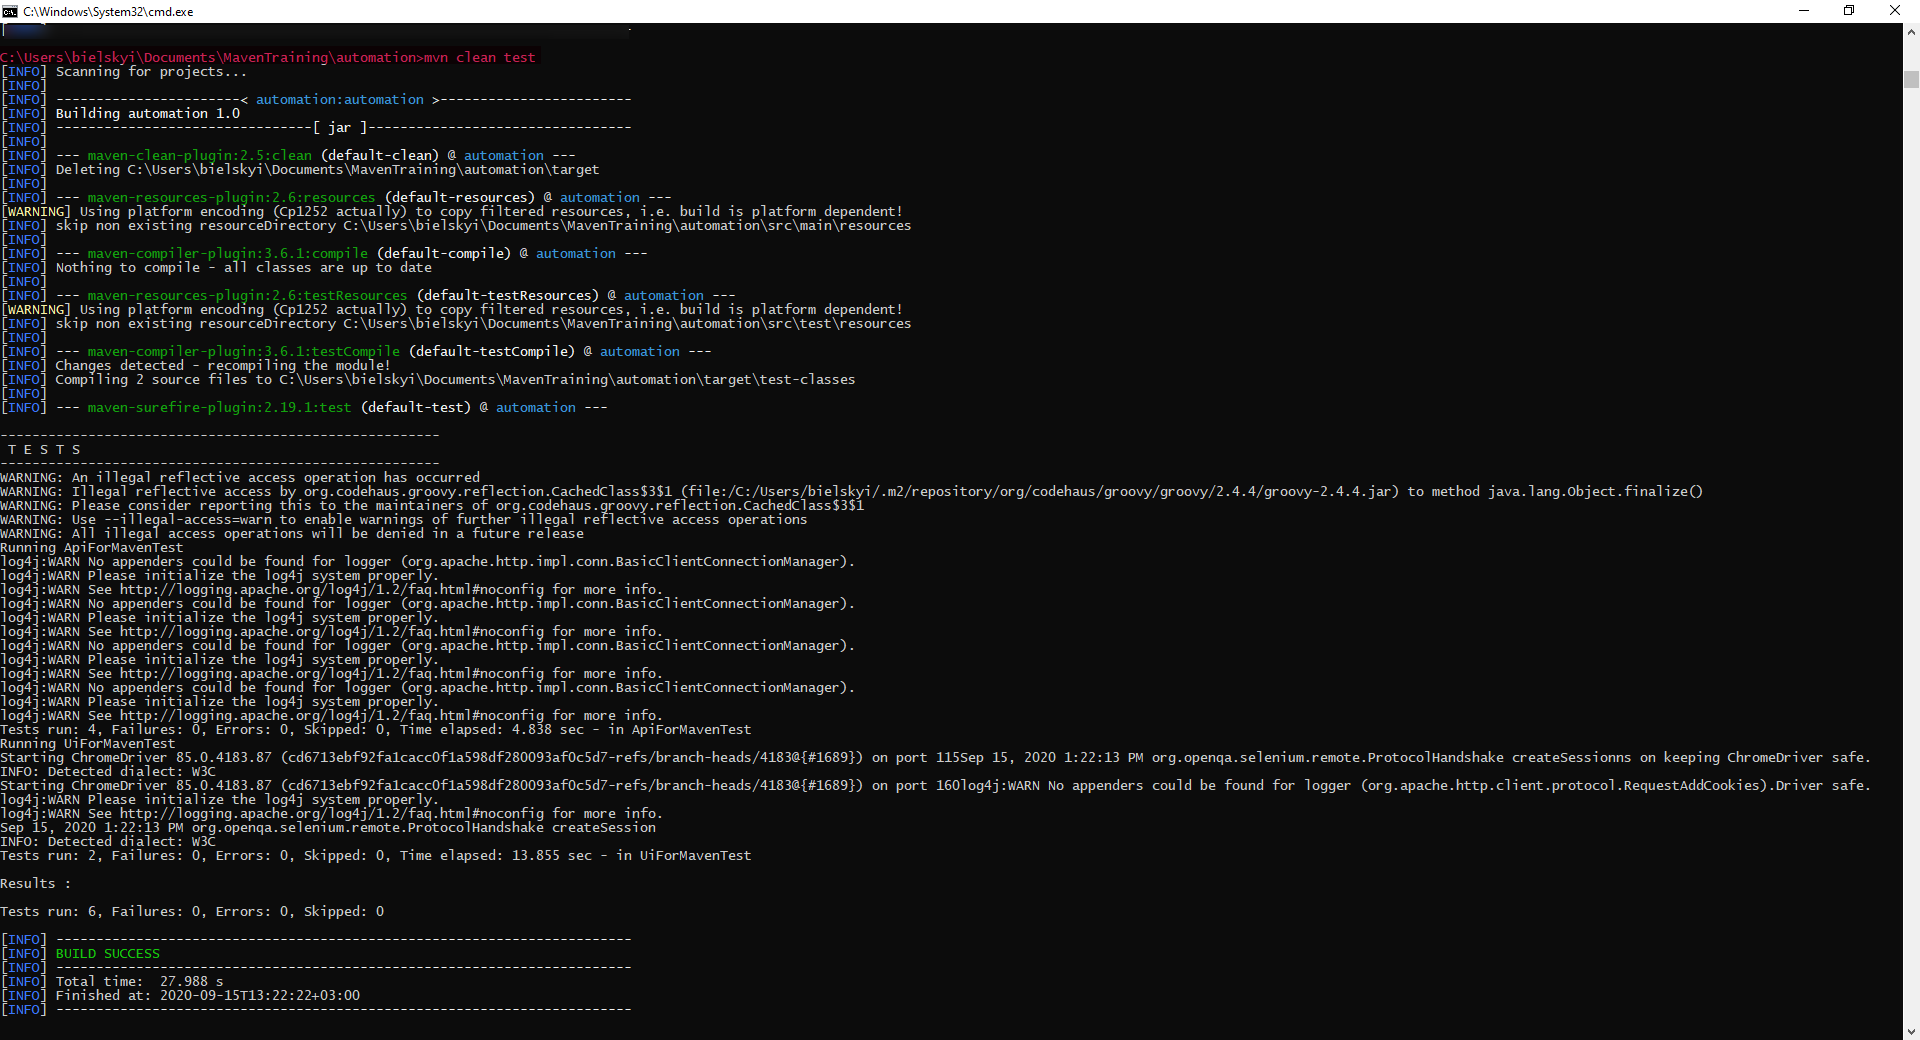 C:\Windows\System32\cmd.exe
C:\Users\bielskyi\Documents\MavenTraining\automation>mvn clean test
[INFO] Scanning for projects...
[INFO]
[INFO] -----------------------< automation:automation >------------------------
[INFO] Building automation 1.0
[INFO] --------------------------------[ jar ]---------------------------------
[INFO]
[INFO] --- maven-clean-plugin:2.5:clean (default-clean) @ automation ---
[INFO] Deleting C:\Users\bielskyi\Documents\MavenTraining\automation\target
[INFO]
[INFO] --- maven-resources-plugin:2.6:resources (default-resources) @ automation ---
[WARNING] Using platform encoding (Cp1252 actually) to copy filtered resources, i.e. build is platform dependent!
[INFO] skip non existing resourceDirectory C:\Users\bielskyi\Documents\MavenTraining\automation\src\main\resources
[INFO]
[INFO] --- maven-compiler-plugin:3.6.1:compile (default-compile) @ automation ---
[INFO] Nothing to compile - all classes are up to date
[INFO]
[INFO] --- maven-resources-plugin:2.6:testResources (default-testResources) @ automation ---
[WARNING] Using platform encoding (Cp1252 actually) to copy filtered resources, i.e. build is platform dependent!
[INFO] skip non existing resourceDirectory C:\Users\bielskyi\Documents\MavenTraining\automation\src\test\resources
[INFO]
[INFO] --- maven-compiler-plugin:3.6.1:testCompile (default-testCompile) @ automation ---
[INFO] Changes detected - recompiling the module!
[INFO] Compiling 2 source files to C:\Users\bielskyi\Documents\MavenTraining\automation\target\test-classes
[INFO]
[INFO] --- maven-surefire-plugin:2.19.1:test (default-test) @ automation ---
-------------------------------------------------------
T E S T S
-------------------------------------------------------
WARNING: An illegal reflective access operation has occurred
WARNING: Illegal reflective access by org.codehaus.groovy.reflection.CachedClass$3$1 (file:/C:/Users/bielskyi/.m2/repository/org/codehaus/groovy/groovy/2.4.4/groovy-2.4.4.jar) to method java.lang.Object.finalize()
WARNING: Please consider reporting this to the maintainers of org.codehaus.groovy.reflection.CachedClass$3$1
WARNING: Use --illegal-access=warn to enable warnings of further illegal reflective access operations
WARNING: All illegal access operations will be denied in a future release
Running ApiForMavenTest
log4j:WARN No appenders could be found for logger (org.apache.http.impl.conn.BasicClientConnectionManager).
log4j:WARN Please initialize the log4j system properly.
log4j:WARN See http://logging.apache.org/log4j/1.2/faq.html#noconfig for more info.
log4j:WARN No appenders could be found for logger (org.apache.http.impl.conn.BasicClientConnectionManager).
log4j:WARN Please initialize the log4j system properly.
log4j:WARN See http://logging.apache.org/log4j/1.2/faq.html#noconfig for more info.
log4j:WARN No appenders could be found for logger (org.apache.http.impl.conn.BasicClientConnectionManager).
log4j:WARN Please initialize the log4j system properly.
log4j:WARN See http://logging.apache.org/log4j/1.2/faq.html#noconfig for more info.
log4j:WARN No appenders could be found for logger (org.apache.http.impl.conn.BasicClientConnectionManager).
log4j:WARN Please initialize the log4j system properly.
log4j:WARN See http://logging.apache.org/log4j/1.2/faq.html#noconfig for more info.
Tests run: 4, Failures: 0, Errors: 0, Skipped: 0, Time elapsed: 4.838 sec - in ApiForMavenTest
Running UiForMavenTest
Starting ChromeDriver 85.0.4183.87 (cd6713ebf92fa1cacc0f1a598df280093af0c5d7-refs/branch-heads/4183@{#1689}) on port 115Sep 15, 2020 1:22:13 PM org.openqa.selenium.remote.ProtocolHandshake createSessionns on keeping ChromeDriver safe.
INFO: Detected dialect: W3C
Starting ChromeDriver 85.0.4183.87 (cd6713ebf92fa1cacc0f1a598df280093af0c5d7-refs/branch-heads/4183@{#1689}) on port 160log4j:WARN No appenders could be found for logger (org.apache.http.client.protocol.RequestAddCookies).Driver safe.
log4j:WARN Please initialize the log4j system properly.
log4j:WARN See http://logging.apache.org/log4j/1.2/faq.html#noconfig for more info.
Sep 15, 2020 1:22:13 PM org.openqa.selenium.remote.ProtocolHandshake createSession
INFO: Detected dialect: W3C
Tests run: 2, Failures: 0, Errors: 0, Skipped: 0, Time elapsed: 13.855 sec - in UiForMavenTest
Results :
Tests run: 6, Failures: 0, Errors: 0, Skipped: 0
[INFO] ------------------------------------------------------------------------
[INFO] BUILD SUCCESS
[INFO] ------------------------------------------------------------------------
[INFO] Total time:  27.988 s
[INFO] Finished at: 2020-09-15T13:22:22+03:00
[INFO] ------------------------------------------------------------------------